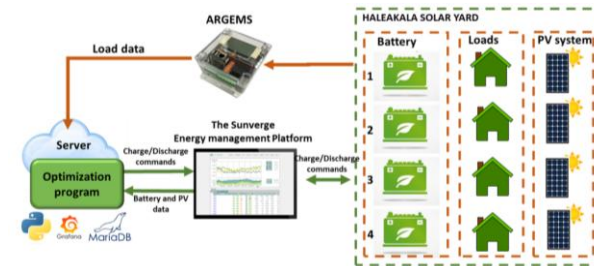 ARGEMS
HALEAKALA SOLAR YARD
Load data
Battery
Loads
PV system
1
2
3
4
The Sunverge
Energy management Platform
Server
Optimization
program
Charge/Discharge
commands
Battery and PV
data
Charge/Discharge
commands
Grafana
MariaDB